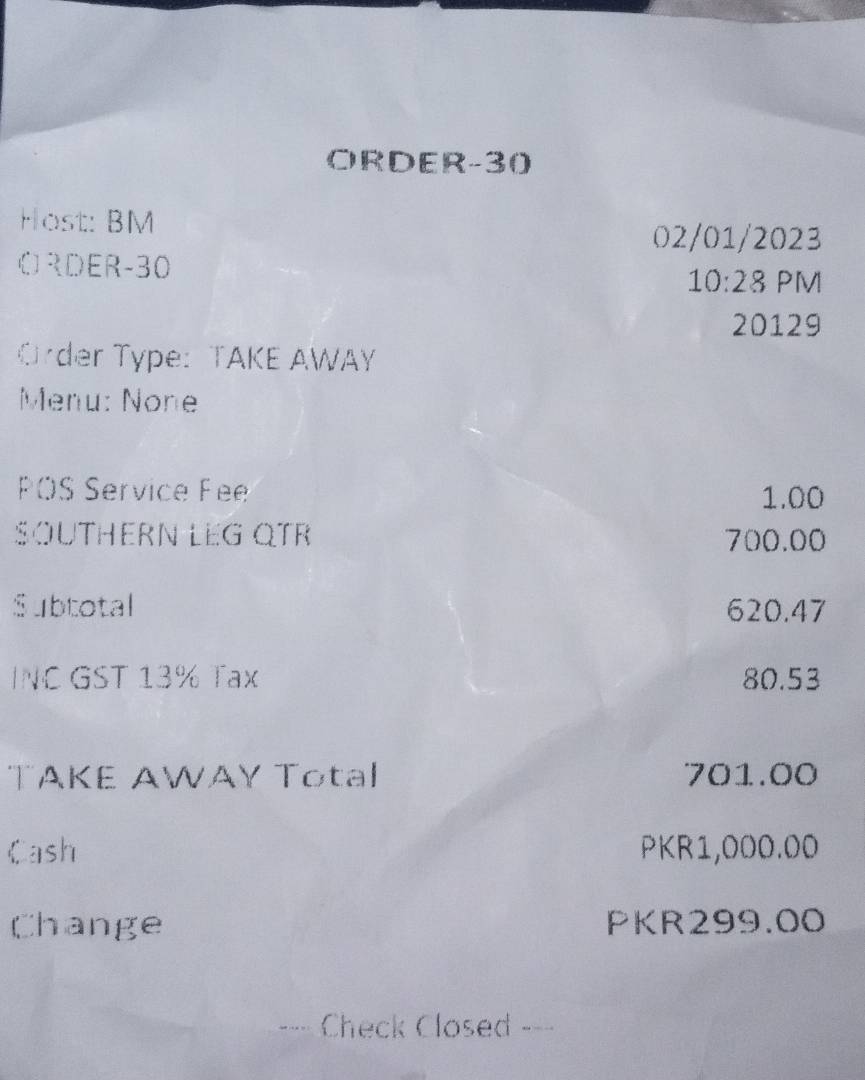 ORDER-30
Host: BM
02/01/2023
ORDER-30
10:28 PM
20129
Order Type: TAKE AWAY
Menu: None
POS Service Fee 1.00
SOUTHERN LEG QTR 700.00
Subtotal 620.47
INC GST 13% Tax 80.53
TAKE AWAY Total 701.00
Cash PKR1,000.00
Change PKR299.00
--- Check Closed ---